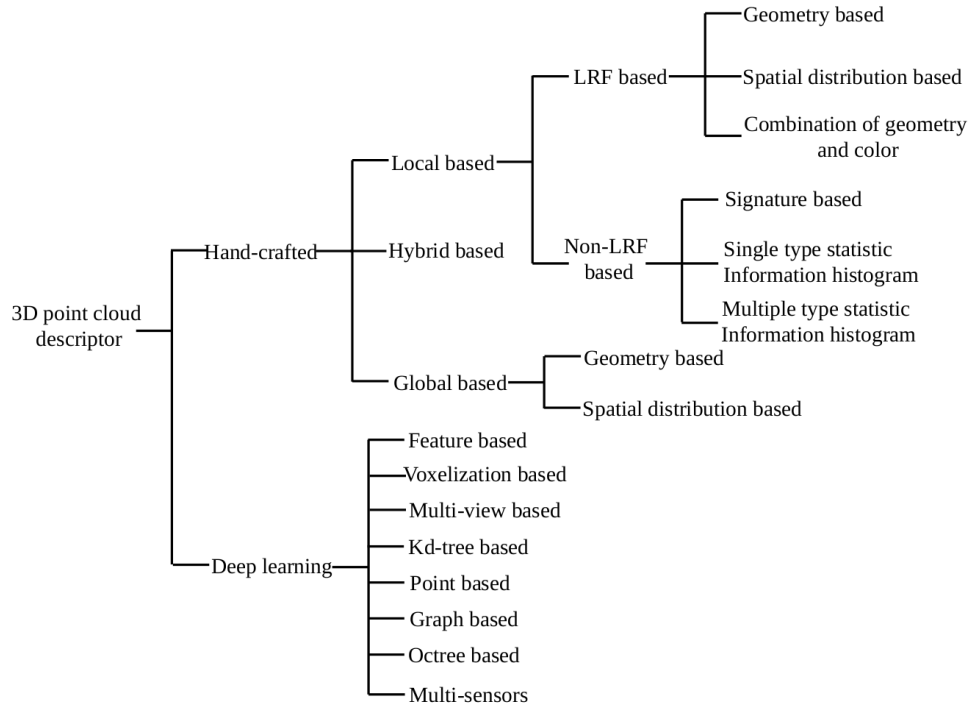 3D point cloud
descriptor
Hand-crafted
Local based
LRF based
Geometry based
Spatial distribution based
Combination of geometry
and color
Non-LRF
based
Signature based
Single type statistic
Information histogram
Multiple type statistic
Information histogram
Hybrid based
Global based
Geometry based
Spatial distribution based
Deep learning
Feature based
Voxelization based
Multi-view based
Kd-tree based
Point based
Graph based
Octree based
Multi-sensors